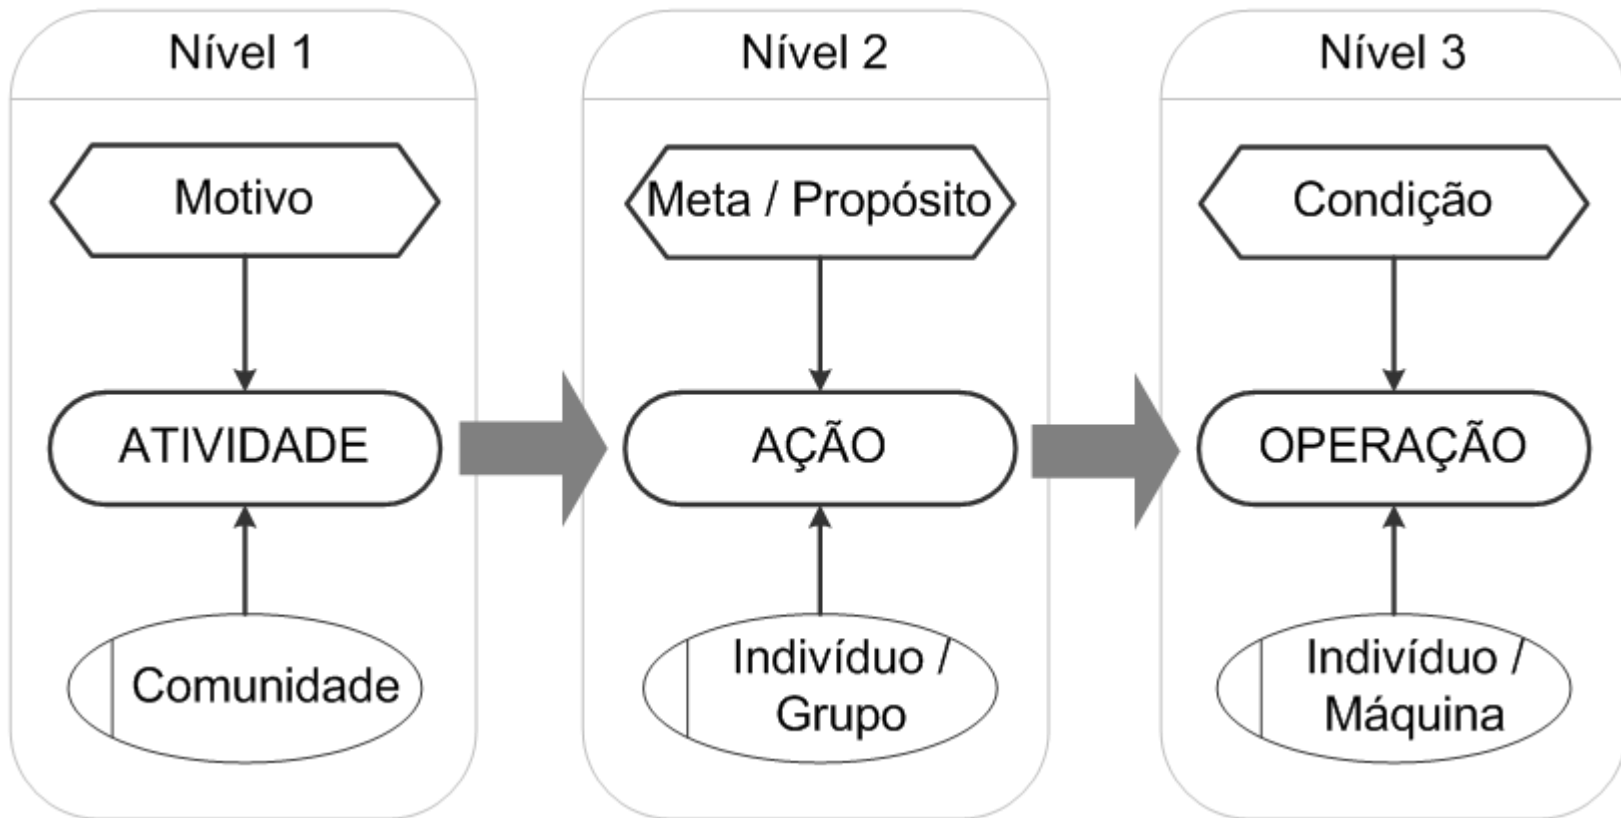 Nível 1
Motivo
ATIVIDADE
Comunidade
Nível 2
Meta / Propósito
AÇÃO
Indivíduo /
Grupo
Nível 3
Condição
OPERAÇÃO
Indivíduo /
Máquina